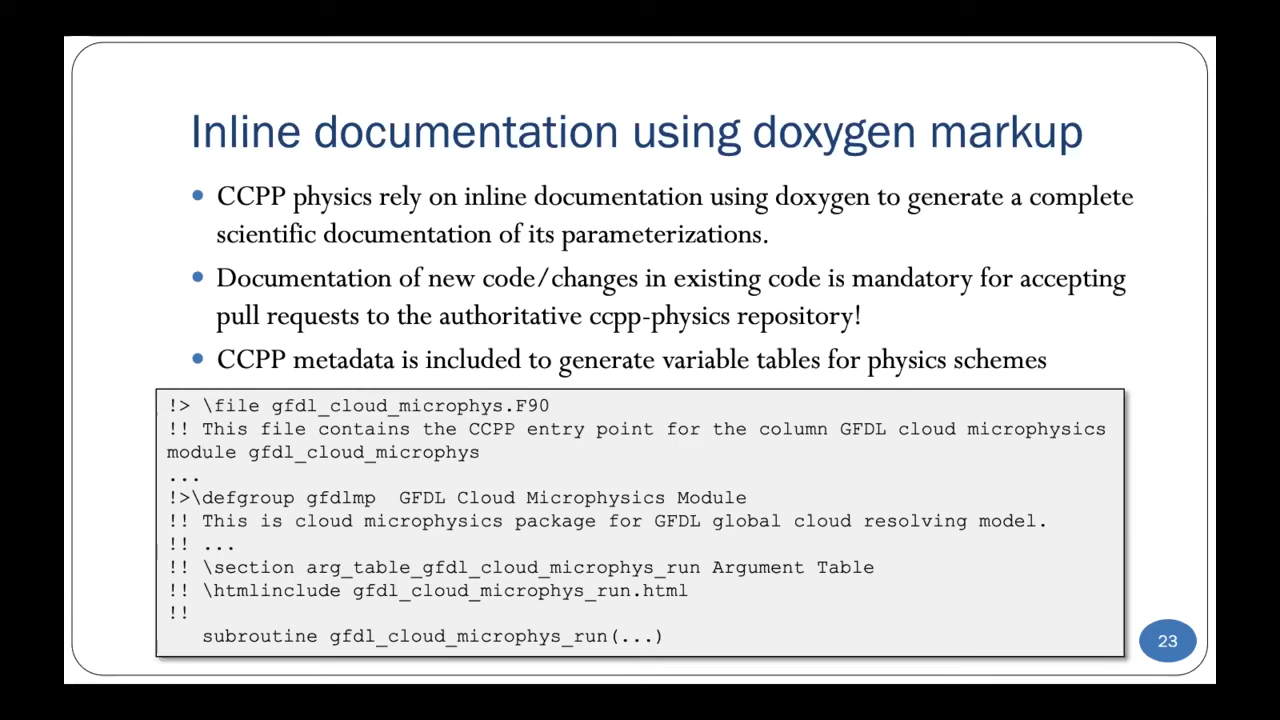 Inline documentation using doxygen markup
CCPP physics rely on inline documentation using doxygen to generate a complete
scientific documentation of its parameterizations.
Documentation of new code/changes in existing code is mandatory for accepting
pull requests to the authoritative ccpp-physics repository!
CCPP metadata is included to generate variable tables for physics schemes
!> \file gfdl_cloud_microphys.F90
!! This file contains the CCPP entry point for the column GFDL cloud microphysics
module gfdl_cloud_microphys
...
!>\defgroup gfdlmp  GFDL Cloud Microphysics Module
!! This is cloud microphysics package for GFDL global cloud resolving model.
!! ...
!! \section arg_table_gfdl_cloud_microphys_run Argument Table
!! \htmlinclude gfdl_cloud_microphys_run.html
!!
   subroutine gfdl_cloud_microphys_run(...)
23